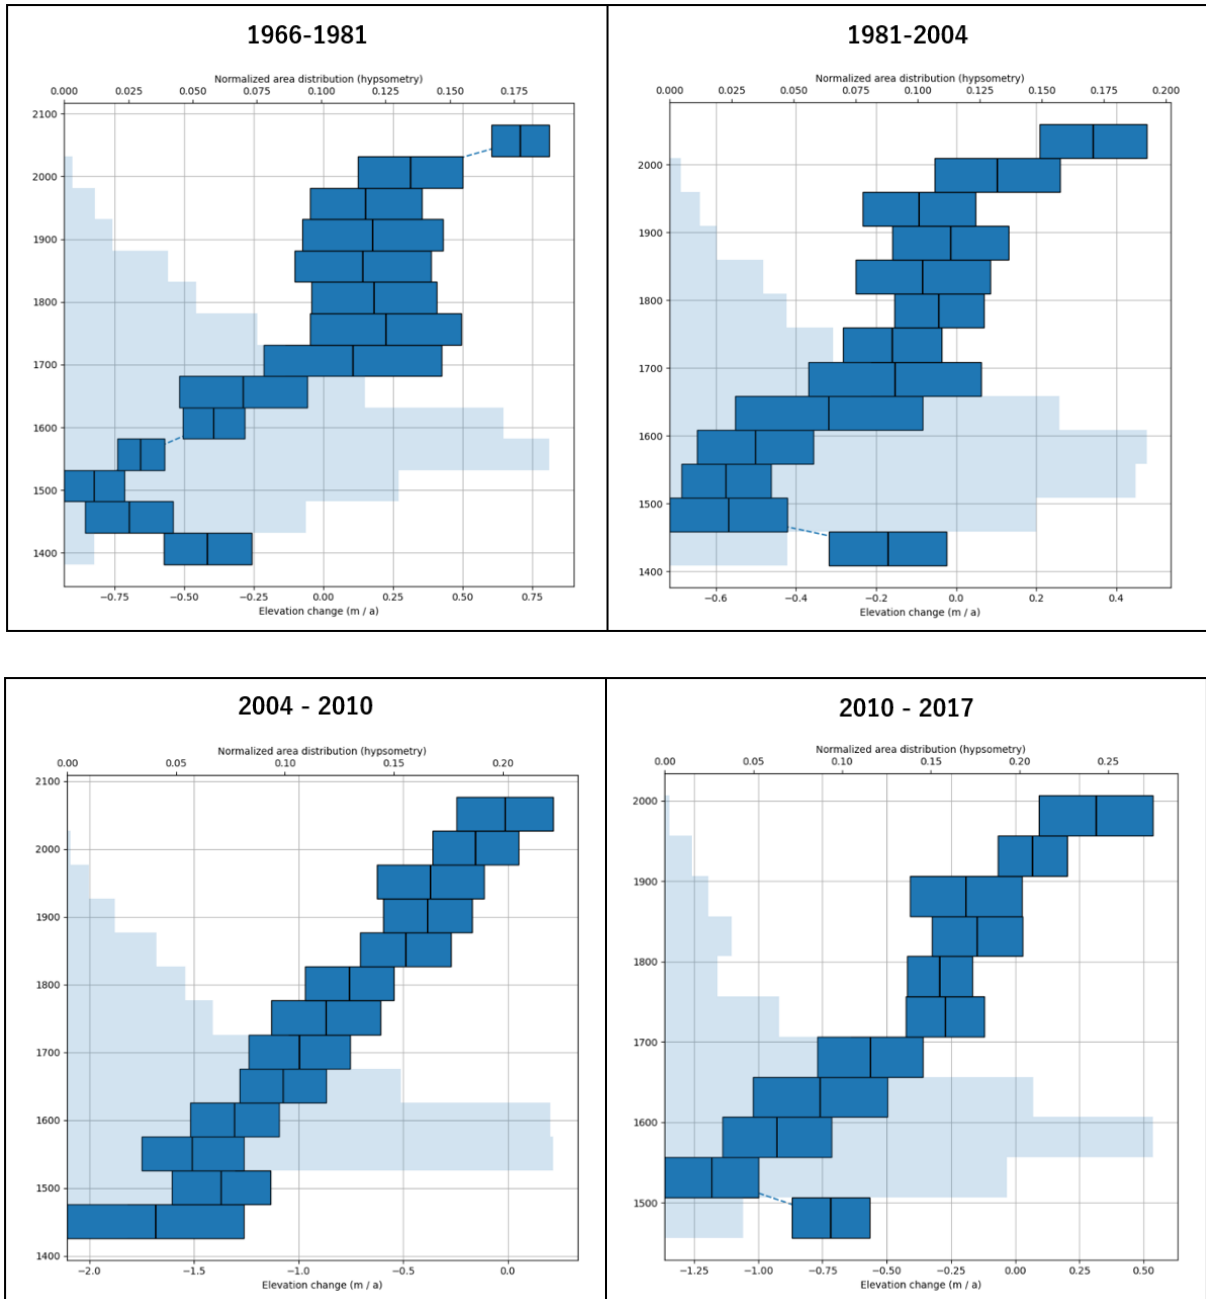 1966-1981
Normalized area distribution (hypsometry)
0.000 0.025 0.050 0.075 0.100 0.125 0.150 0.175
2100
2000
1900
1800
1700
1600
1500
1400
−0.75 −0.50 −0.25 0.00 0.25 0.50 0.75
Elevation change (m / a)
1981-2004
Normalized area distribution (hypsometry)
0.000 0.025 0.050 0.075 0.100 0.125 0.150 0.175 0.200
2000
1900
1800
1700
1600
1500
1400
−0.6 −0.4 −0.2 0.0 0.2 0.4
Elevation change (m / a)
2004 - 2010
Normalized area distribution (hypsometry)
0.00 0.05 0.10 0.15 0.20
2100
2000
1900
1800
1700
1600
1500
1400
−2.0 −1.5 −1.0 −0.5 0.0
Elevation change (m / a)
2010 - 2017
Normalized area distribution (hypsometry)
0.00 0.05 0.10 0.15 0.20 0.25
2000
1900
1800
1700
1600
1500
−1.25 −1.00 −0.75 −0.50 −0.25 0.00 0.25 0.50
Elevation change (m / a)